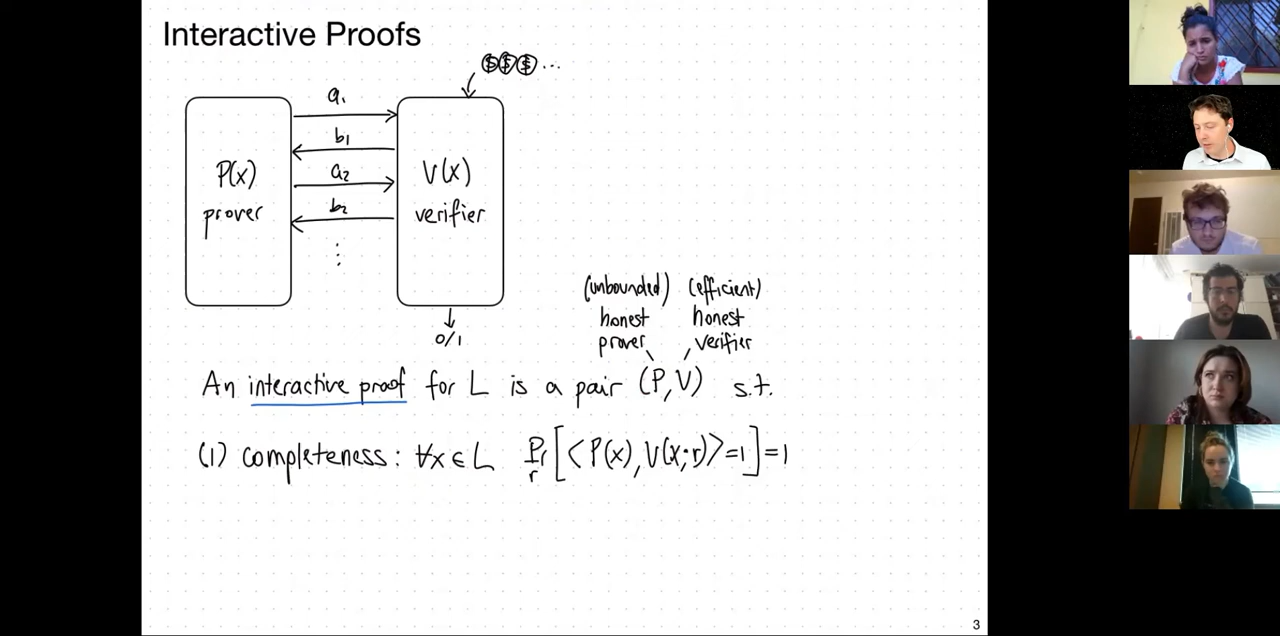 Interactive Proofs
$ $ $ ...
a₁
b₁
a₂
b₂
⋮
P(x)
prover
V(x)
verifier
0/1
(unbounded) (efficient)
honest honest
prover verifier
An interactive proof for L is a pair (P,V) s.t.
(1) completeness: ∀x∈L Pr_r[<P(x),V(x;r)>=1]=1
3